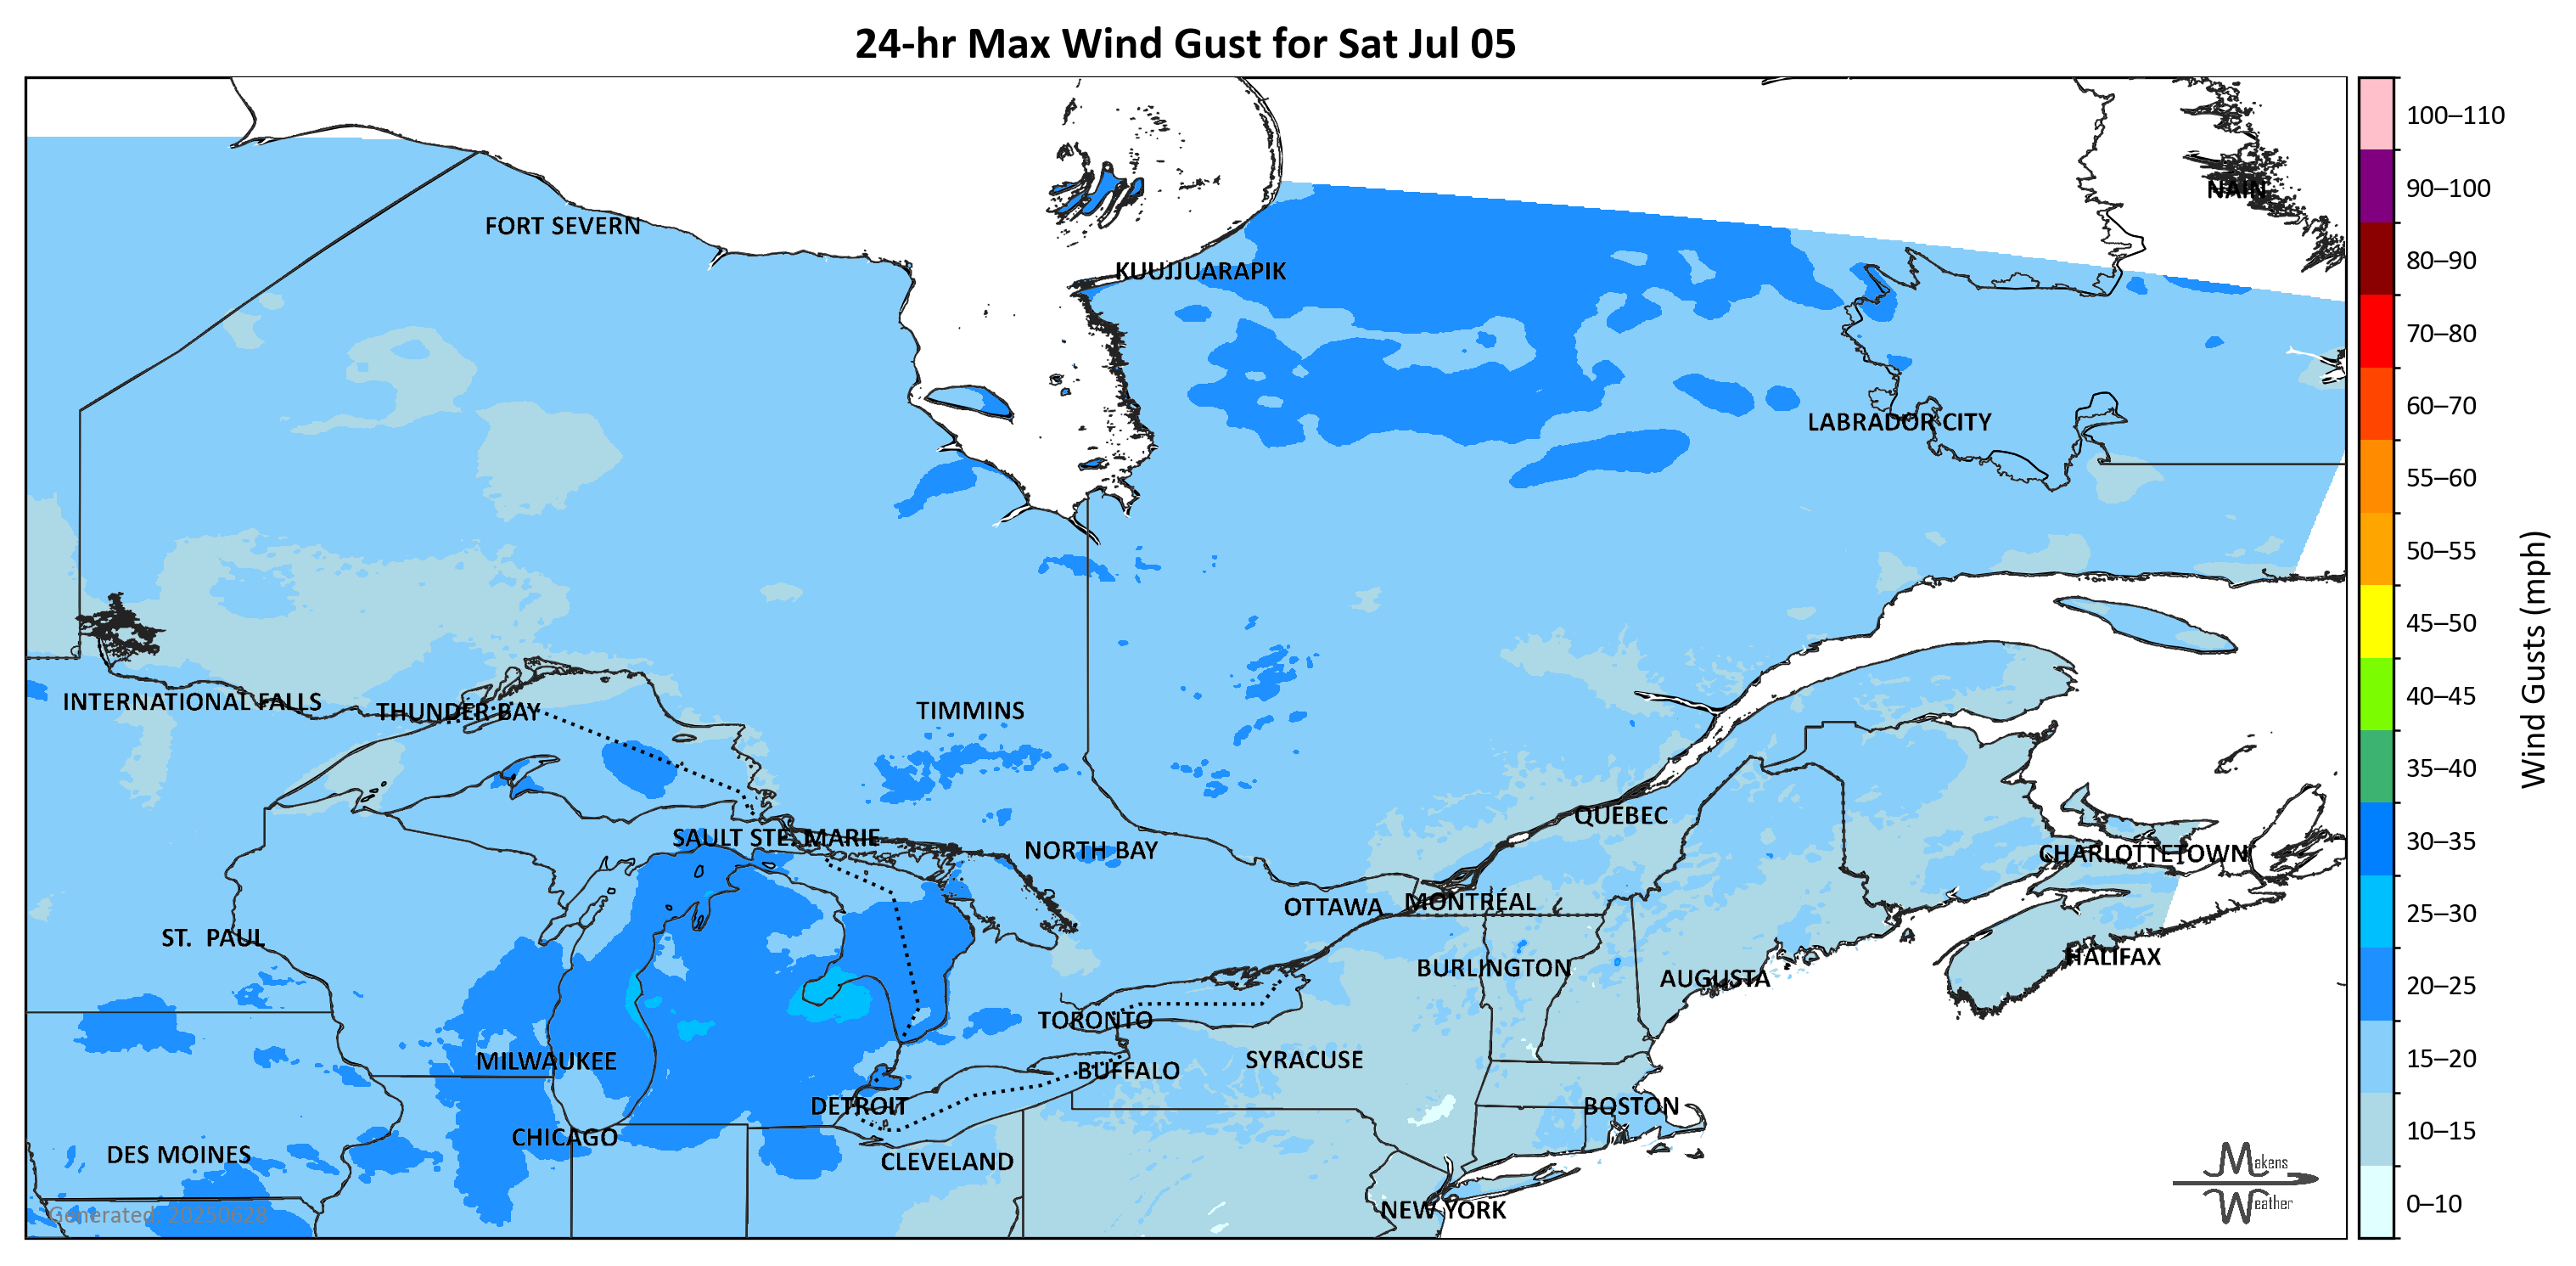 24-hr Max Wind Gust for Sat Jul 05
100–110
90–100
NAIN
FORT SEVERN
80–90
KUUJJUARAPIK
70–80
60–70
LABRADOR CITY
55–60
50–55
45–50
Wind Gusts (mph)
40–45
INTERNATIONAL FALLS
THUNDER BAY
TIMMINS
35–40
QUÉBEC
SAULT STE. MARIE
30–35
NORTH BAY
CHARLOTTETOWN
OTTAWA
MONTRÉAL
25–30
ST. PAUL
HALIFAX
BURLINGTON
AUGUSTA
20–25
TORONTO
MILWAUKEE
SYRACUSE
15–20
BUFFALO
DETROIT
BOSTON
CHICAGO
10–15
DES MOINES
CLEVELAND
Makens
Weather
0–10
NEW YORK
Generated: 20250628